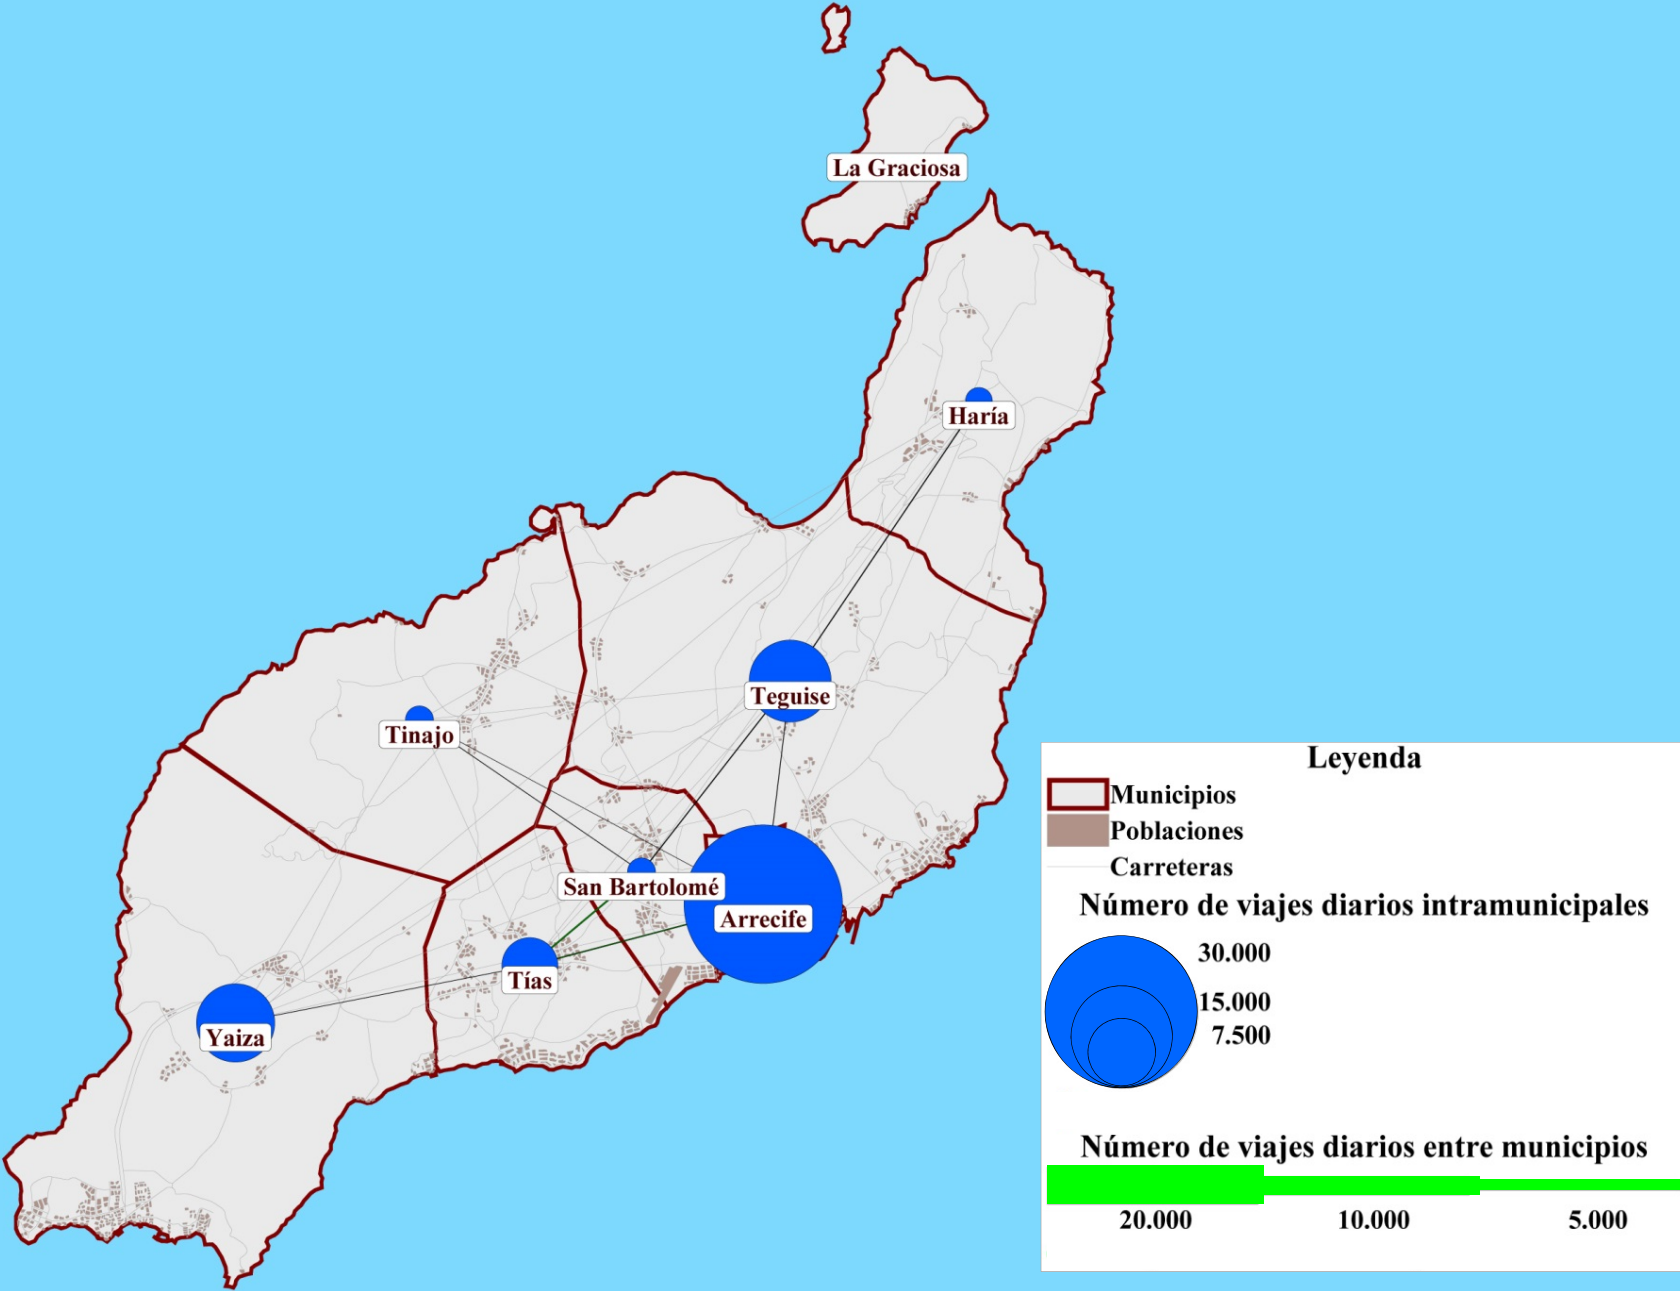 La Graciosa
Haría
Teguise
Tinajo
San Bartolomé
Arrecife
Tías
Yaiza
Leyenda
Municipios
Poblaciones
Carreteras
Número de viajes diarios intramunicipales
30.000
15.000
7.500
Número de viajes diarios entre municipios
20.000 10.000 5.000